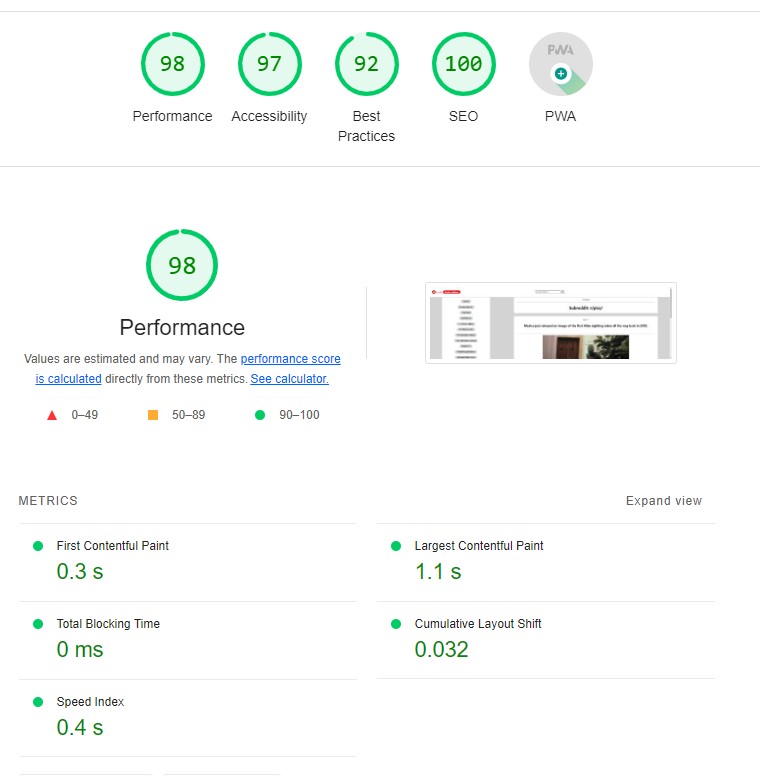 98 97 92 100 PWA
Performance Accessibility Best Practices SEO PWA
98
Performance
Values are estimated and may vary. The performance score
is calculated directly from these metrics. See calculator.
0–49 50–89 90–100
METRICS Expand view
First Contentful Paint
0.3 s
Largest Contentful Paint
1.1 s
Total Blocking Time
0 ms
Cumulative Layout Shift
0.032
Speed Index
0.4 s